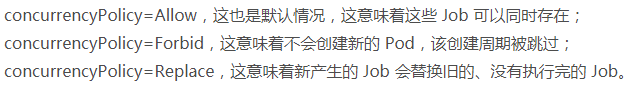 concurrencyPolicy=Allow，这也是默认情况，这意味着这些 Job 可以同时存在；
concurrencyPolicy=Forbid，这意味着不会创建新的 Pod，该创建周期被跳过；
concurrencyPolicy=Replace，这意味着新产生的 Job 会替换旧的、没有执行完的 Job。